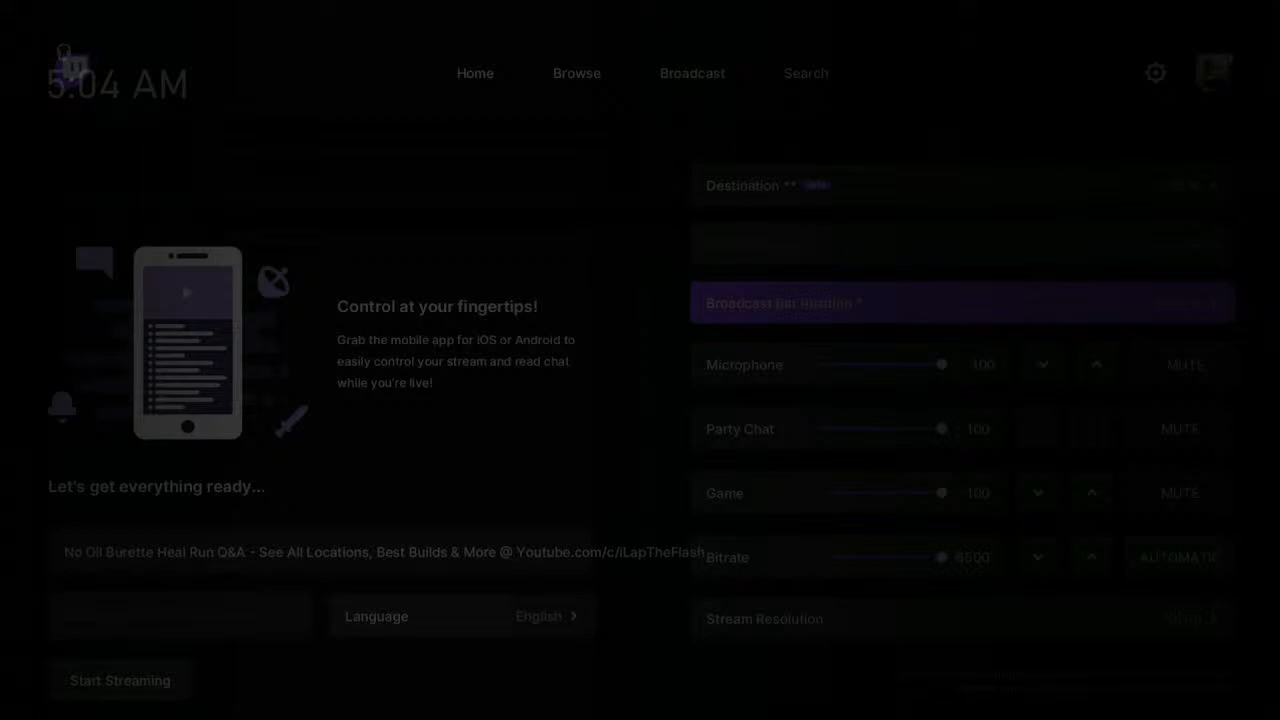 5:04 AM
Home
Browse
Broadcast
Search
Control at your fingertips!
Grab the mobile app for iOS or Android to
easily control your stream and read chat
while you're live!
Let's get everything ready...
No Oil Burette Heal Run Q&A - See All Locations, Best Builds & More @ Youtube.com/c/iLapTheFlash
Language English
Start Streaming
Destination **
Broadcast Bar Position *
Microphone 100 MUTE
Party Chat 100 MUTE
Game 100 MUTE
Bitrate 6500 AUTOMATIC
Stream Resolution